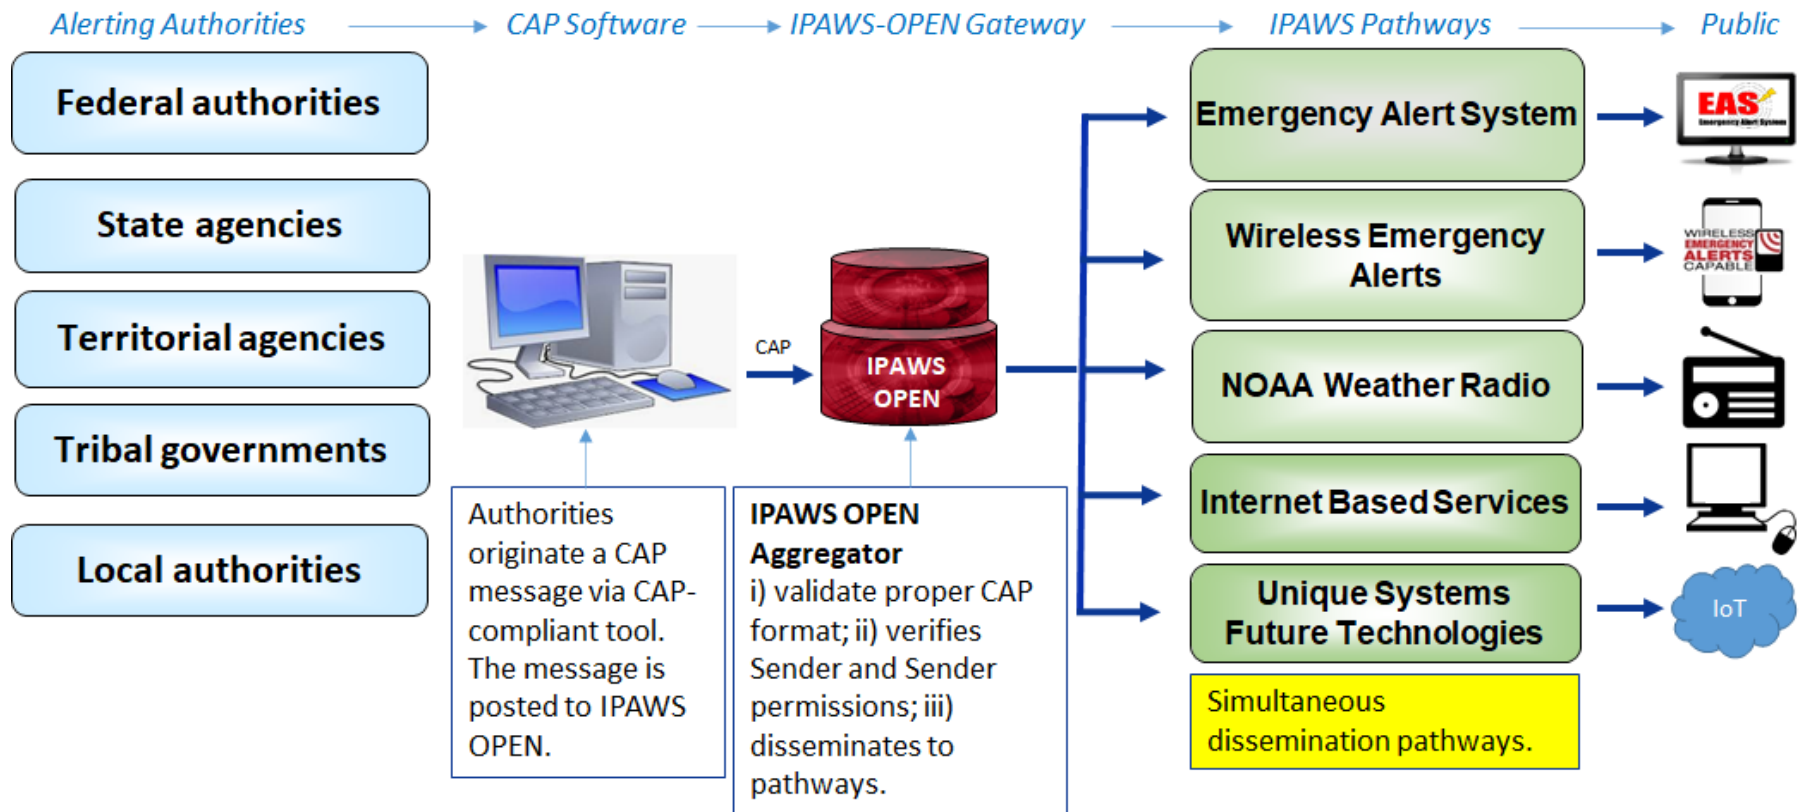 Alerting Authorities
CAP Software
IPAWS-OPEN Gateway
IPAWS Pathways
Public
Federal authorities
State agencies
Territorial agencies
Tribal governments
Local authorities
CAP
IPAWS
OPEN
Authorities
originate a CAP
message via CAP-
compliant tool.
The message is
posted to IPAWS
OPEN.
IPAWS OPEN
Aggregator
i) validate proper CAP
format; ii) verifies
Sender and Sender
permissions; iii)
disseminates to
pathways.
Emergency Alert System
Wireless Emergency
Alerts
NOAA Weather Radio
Internet Based Services
Unique Systems
Future Technologies
Simultaneous
dissemination pathways.
EAS
Emergency Alert System
WIRELESS
EMERGENCY
ALERTS
CAPABLE
IoT